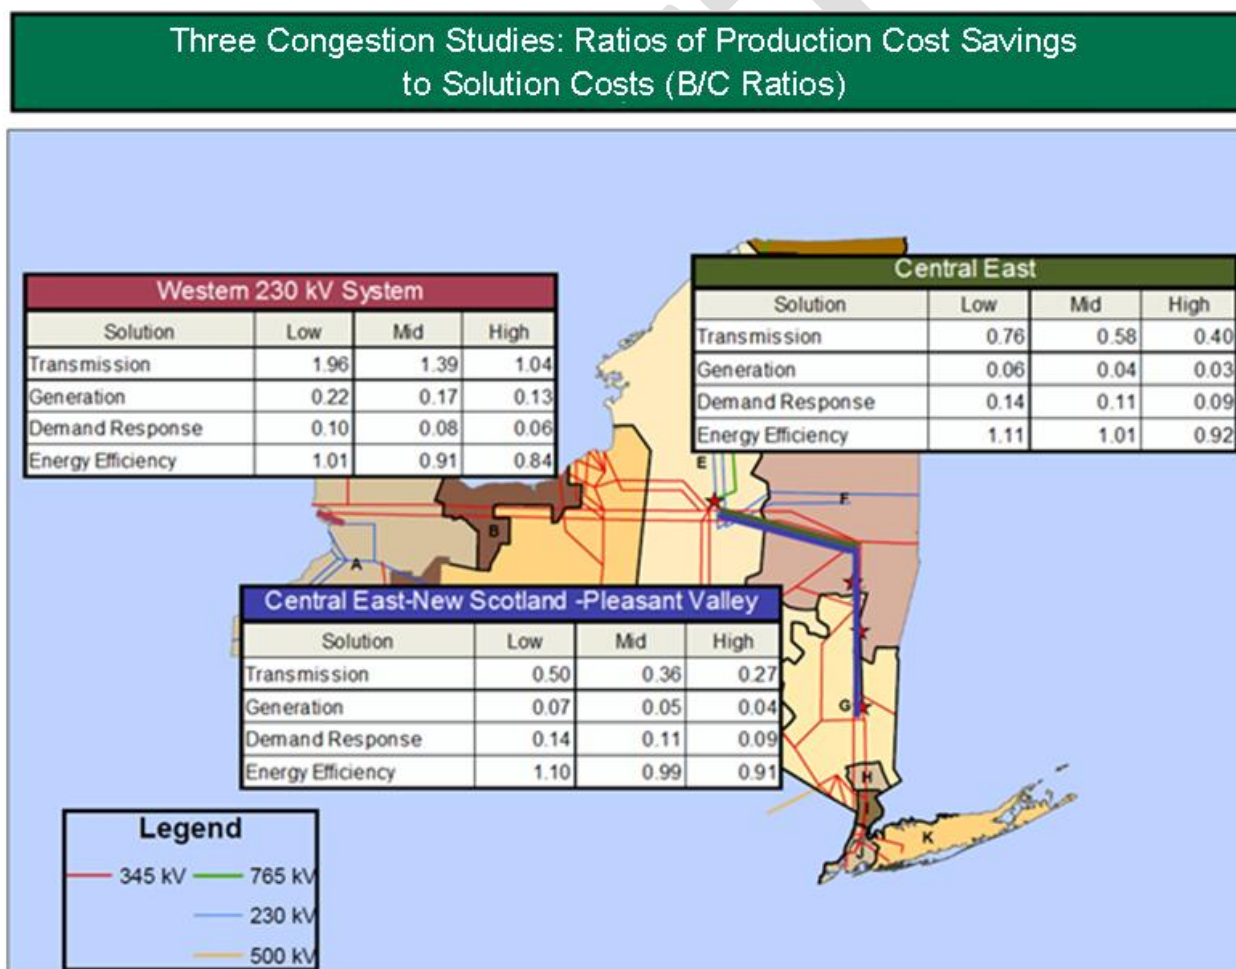 Three Congestion Studies: Ratios of Production Cost Savings
to Solution Costs (B/C Ratios)
Western 230 kV System
Solution Low Mid High
Transmission 1.96 1.39 1.04
Generation 0.22 0.17 0.13
Demand Response 0.10 0.08 0.06
Energy Efficiency 1.01 0.91 0.84
Central East
Solution Low Mid High
Transmission 0.76 0.58 0.40
Generation 0.06 0.04 0.03
Demand Response 0.14 0.11 0.09
Energy Efficiency 1.11 1.01 0.92
E
F
B
A
Central East-New Scotland -Pleasant Valley
Solution Low Mid High
Transmission 0.50 0.36 0.27
Generation 0.07 0.05 0.04
Demand Response 0.14 0.11 0.09
Energy Efficiency 1.10 0.99 0.91
G
H
I
J
K
Legend
345 kV 765 kV
230 kV
500 kV